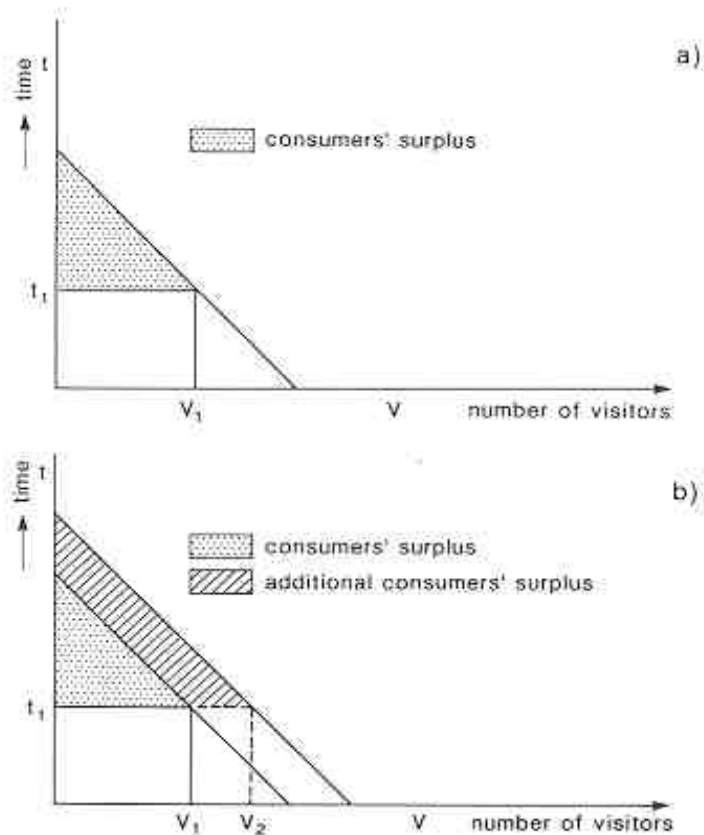 a)
time t
consumers' surplus
t1
V1 V number of visitors
b)
time t
consumers' surplus
additional consumers' surplus
t1
V1 V2 V number of visitors